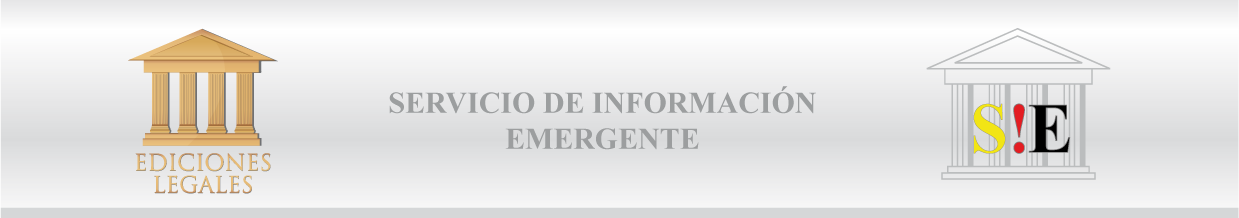 EDICIONES
LEGALES
SERVICIO DE INFORMACIÓN
EMERGENTE
S!E